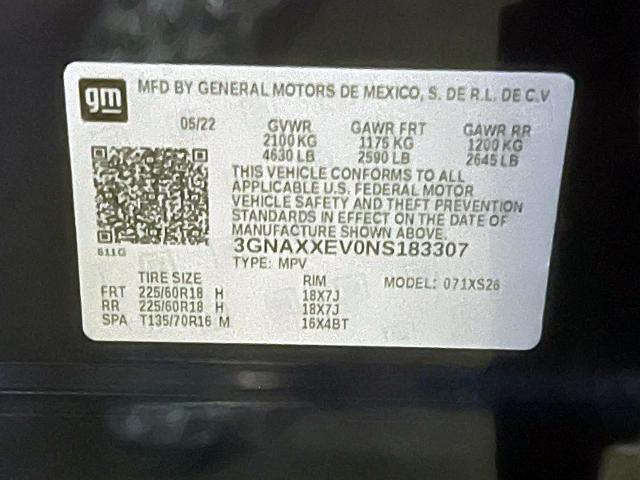 gm
MFD BY GENERAL MOTORS DE MEXICO, S. DE R.L. DE C.V
05/22 GVWR GAWR FRT GAWR RR
2100 KG 1175 KG 1200 KG
4630 LB 2590 LB 2645 LB
THIS VEHICLE CONFORMS TO ALL
APPLICABLE U.S. FEDERAL MOTOR
VEHICLE SAFETY AND THEFT PREVENTION
STANDARDS IN EFFECT ON THE DATE OF
MANUFACTURE SHOWN ABOVE.
3GNAXXEV0NS183307
611G
TYPE: MPV
TIRE SIZE RIM MODEL: 071XS26
FRT 225/60R18 H 18X7J
RR 225/60R18 H 18X7J
SPA T135/70R16 M 16X4BT